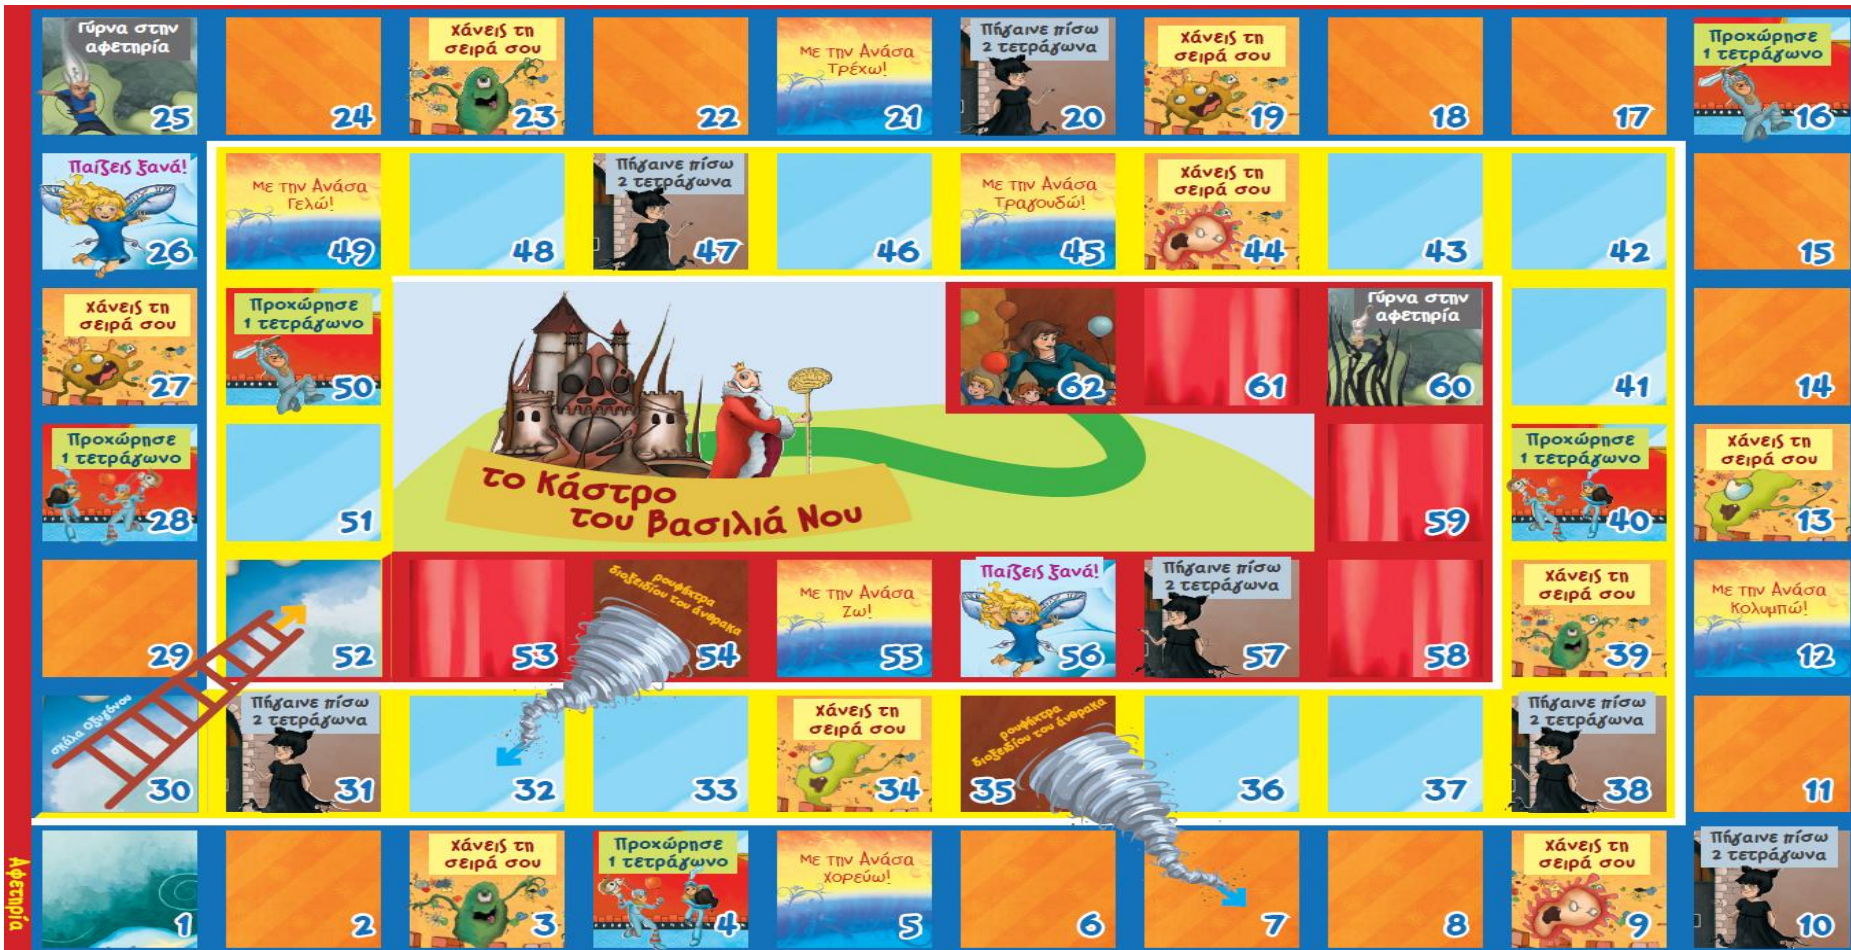 Γύρνα στην
αφετηρία
25
24
Χάνεις τη
σειρά σου
23
22
Με την Ανάσα
Τρέχω!
21
Πήγαινε πίσω
2 τετράγωνα
20
Χάνεις τη
σειρά σου
19
18
17
Προχώρησε
1 τετράγωνο
16
Παίζεις ξανά!
26
Με την Ανάσα
Γελώ!
49
48
Πήγαινε πίσω
2 τετράγωνα
47
46
Με την Ανάσα
Τραγουδώ!
45
Χάνεις τη
σειρά σου
44
43
42
15
Χάνεις τη
σειρά σου
27
Προχώρησε
1 τετράγωνο
50
62
61
Γύρνα στην
αφετηρία
60
41
14
Προχώρησε
1 τετράγωνο
28
51
το Κάστρο
του βασιλιά Νου
59
Προχώρησε
1 τετράγωνο
40
Χάνεις τη
σειρά σου
13
29
52
53
ρουφήχτρα
διοξειδίου του άνθρακα
54
Με την Ανάσα
Ζω!
55
Παίζεις ξανά!
56
Πήγαινε πίσω
2 τετράγωνα
57
58
Χάνεις τη
σειρά σου
39
Με την Ανάσα
Κολυμπώ!
12
σκάλα οξυγόνου
30
Πήγαινε πίσω
2 τετράγωνα
31
32
33
Χάνεις τη
σειρά σου
34
ρουφήχτρα
διοξειδίου του άνθρακα
35
36
37
Πήγαινε πίσω
2 τετράγωνα
38
11
Αφετηρία
1
2
Χάνεις τη
σειρά σου
3
Προχώρησε
1 τετράγωνο
4
Με την Ανάσα
Χορεύω!
5
6
7
8
Χάνεις τη
σειρά σου
9
Πήγαινε πίσω
2 τετράγωνα
10